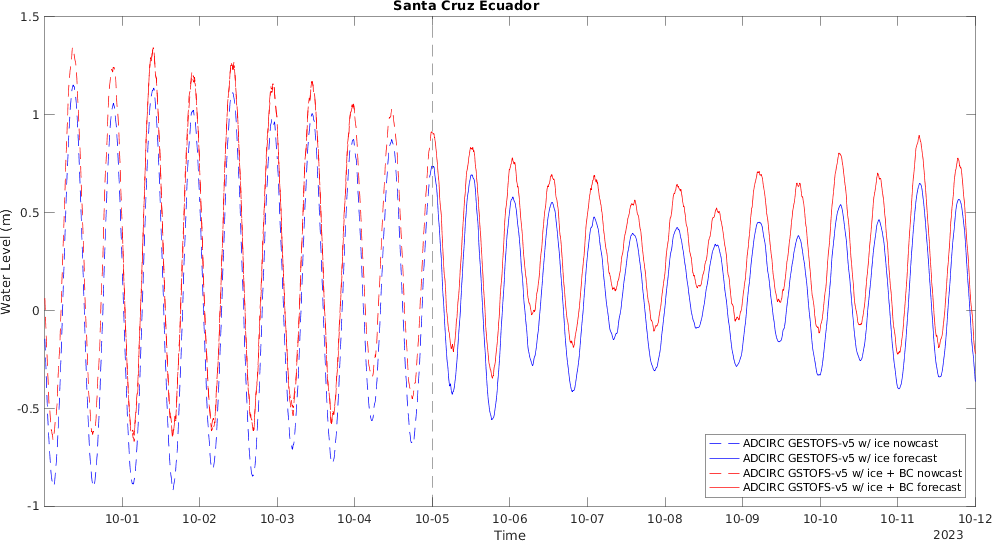 Santa Cruz Ecuador
1.5
1
0.5
0
-0.5
-1
Water Level (m)
10-01 10-02 10-03 10-04 10-05 10-06 10-07 10-08 10-09 10-10 10-11 10-12
Time
2023
ADCIRC GESTOFS-v5 w/ ice nowcast
ADCIRC GESTOFS-v5 w/ ice forecast
ADCIRC GSTOFS-v5 w/ ice + BC nowcast
ADCIRC GSTOFS-v5 w/ ice + BC forecast